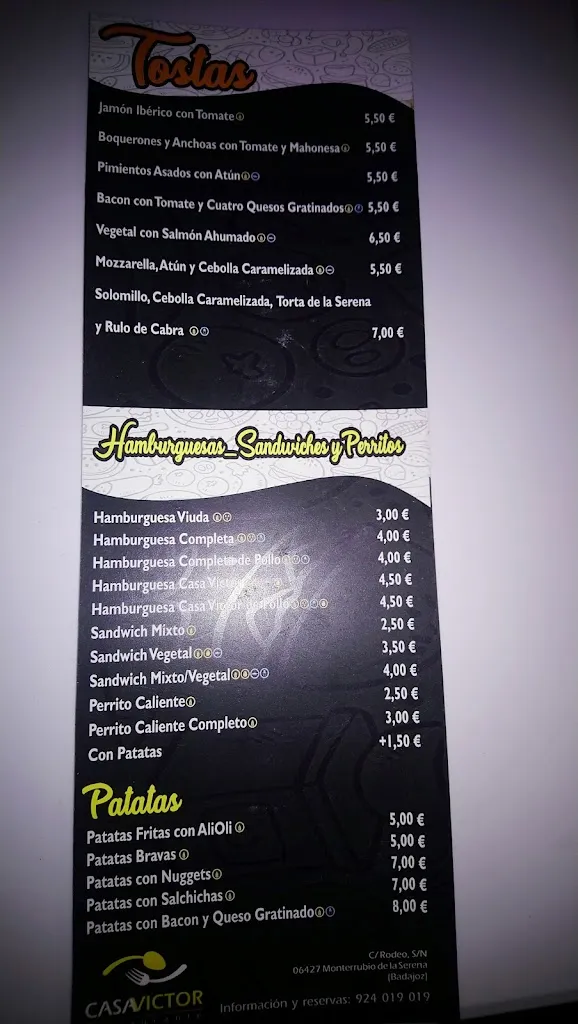 Tostas
Jamón Ibérico con Tomate 5,50 €
Boquerones y Anchoas con Tomate y Mahonesa 5,50 €
Pimientos Asados con Atún 5,50 €
Bacon con Tomate y Cuatro Quesos Gratinados 5,50 €
Vegetal con Salmón Ahumado 6,50 €
Mozzarella, Atún y Cebolla Caramelizada 5,50 €
Solomillo, Cebolla Caramelizada, Torta de la Serena
y Rulo de Cabra 7,00 €
Hamburguesas_Sandwiches y Perritos
Hamburguesa Viuda 3,00 €
Hamburguesa Completa 4,00 €
Hamburguesa Completa de Pollo 4,00 €
Hamburguesa Casa Victor 4,50 €
Hamburguesa Casa Victor de Pollo 4,50 €
Sandwich Mixto 2,50 €
Sandwich Vegetal 3,50 €
Sandwich Mixto/Vegetal 4,00 €
Perrito Caliente 2,50 €
Perrito Caliente Completo 3,00 €
Con Patatas +1,50 €
Patatas
Patatas Fritas con AliOli 5,00 €
Patatas Bravas 5,00 €
Patatas con Nuggets 7,00 €
Patatas con Salchichas 7,00 €
Patatas con Bacon y Queso Gratinado 8,00 €
C/ Rodeo, S/N
06427 Monterrubio de la Serena
(Badajoz)
CASAVICTOR
Información y reservas: 924 019 019